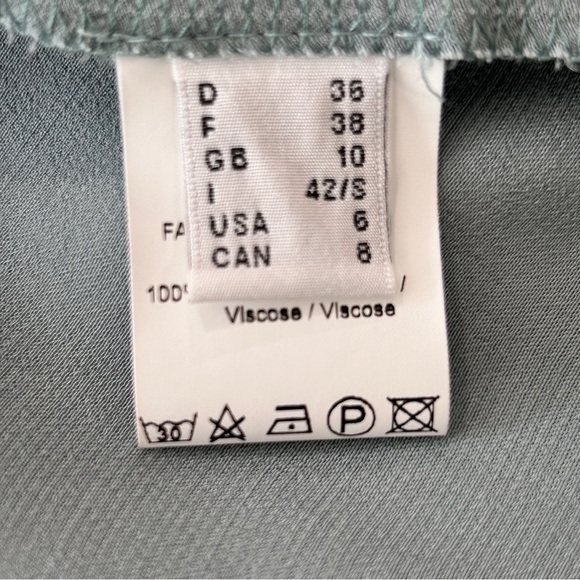 D 36
F 38
GB 10
I 42/S
USA 6
CAN 8
FA
100%
/
Viscose / Viscose
30 P